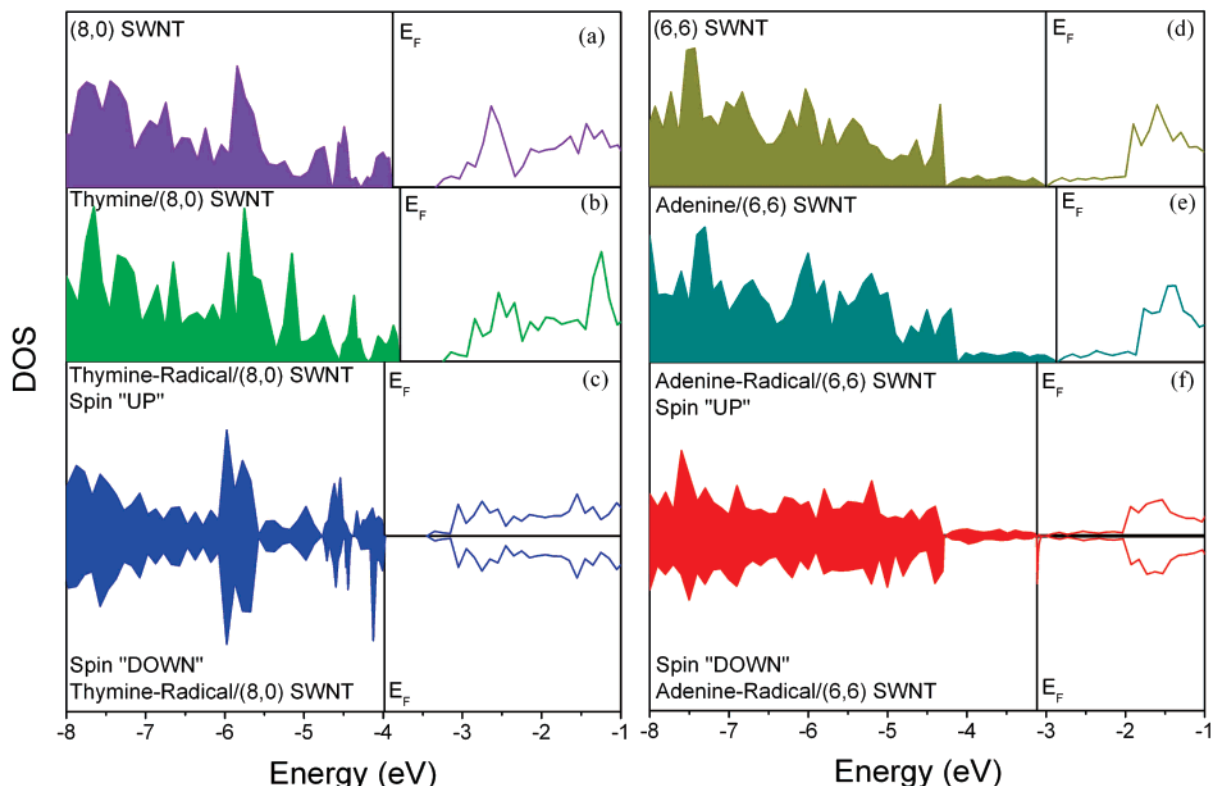 (8,0) SWNT
E_F
(a)
Thymine/(8,0) SWNT
E_F
(b)
Thymine-Radical/(8,0) SWNT
Spin "UP"
E_F
(c)
Spin "DOWN"
Thymine-Radical/(8,0) SWNT
E_F
-8 -7 -6 -5 -4 -3 -2 -1
Energy (eV)
DOS
(6,6) SWNT
E_F
(d)
Adenine/(6,6) SWNT
E_F
(e)
Adenine-Radical/(6,6) SWNT
Spin "UP"
E_F
(f)
Spin "DOWN"
Adenine-Radical/(6,6) SWNT
E_F
-8 -7 -6 -5 -4 -3 -2 -1
Energy (eV)